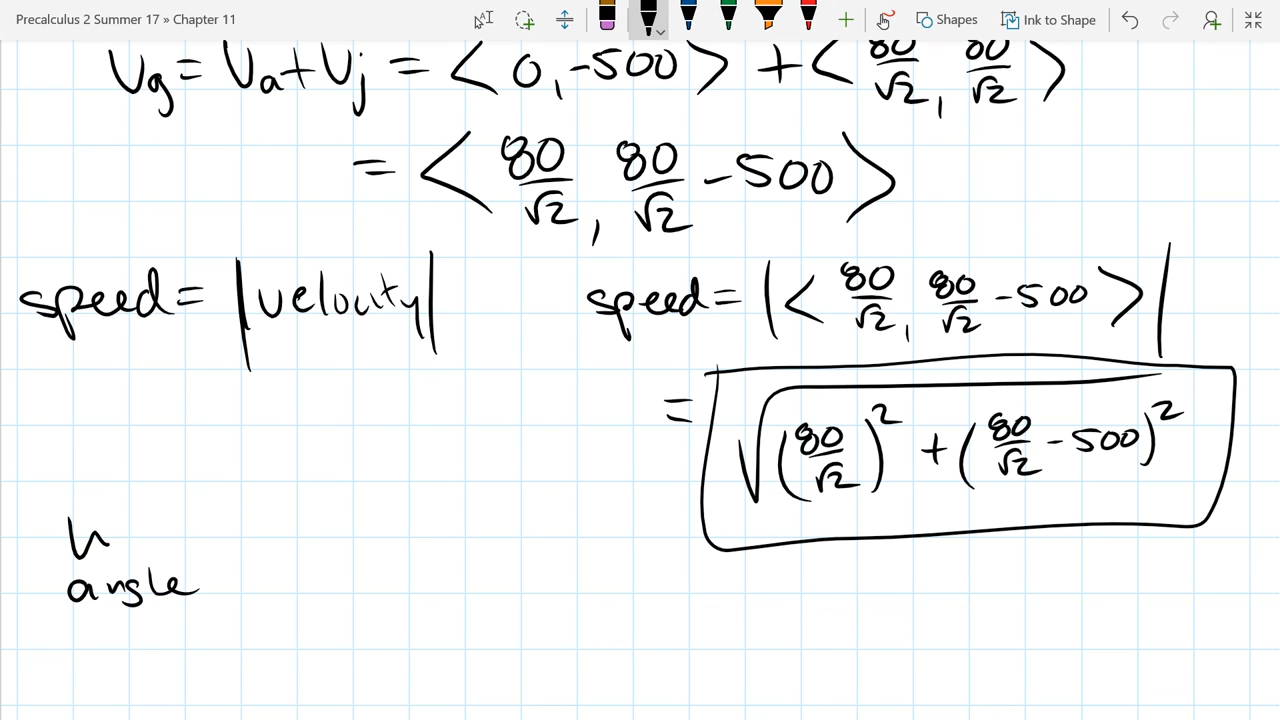 Precalculus 2 Summer 17 » Chapter 11
Shapes
Ink to Shape
Vg = Va + Vj = < 0, -500 > + < 80/√2, 80/√2 >
= < 80/√2, 80/√2 - 500 >
speed = |velocity|
speed = |< 80/√2, 80/√2 - 500 >|
= √((80/√2)² + (80/√2 - 500)²)
angle